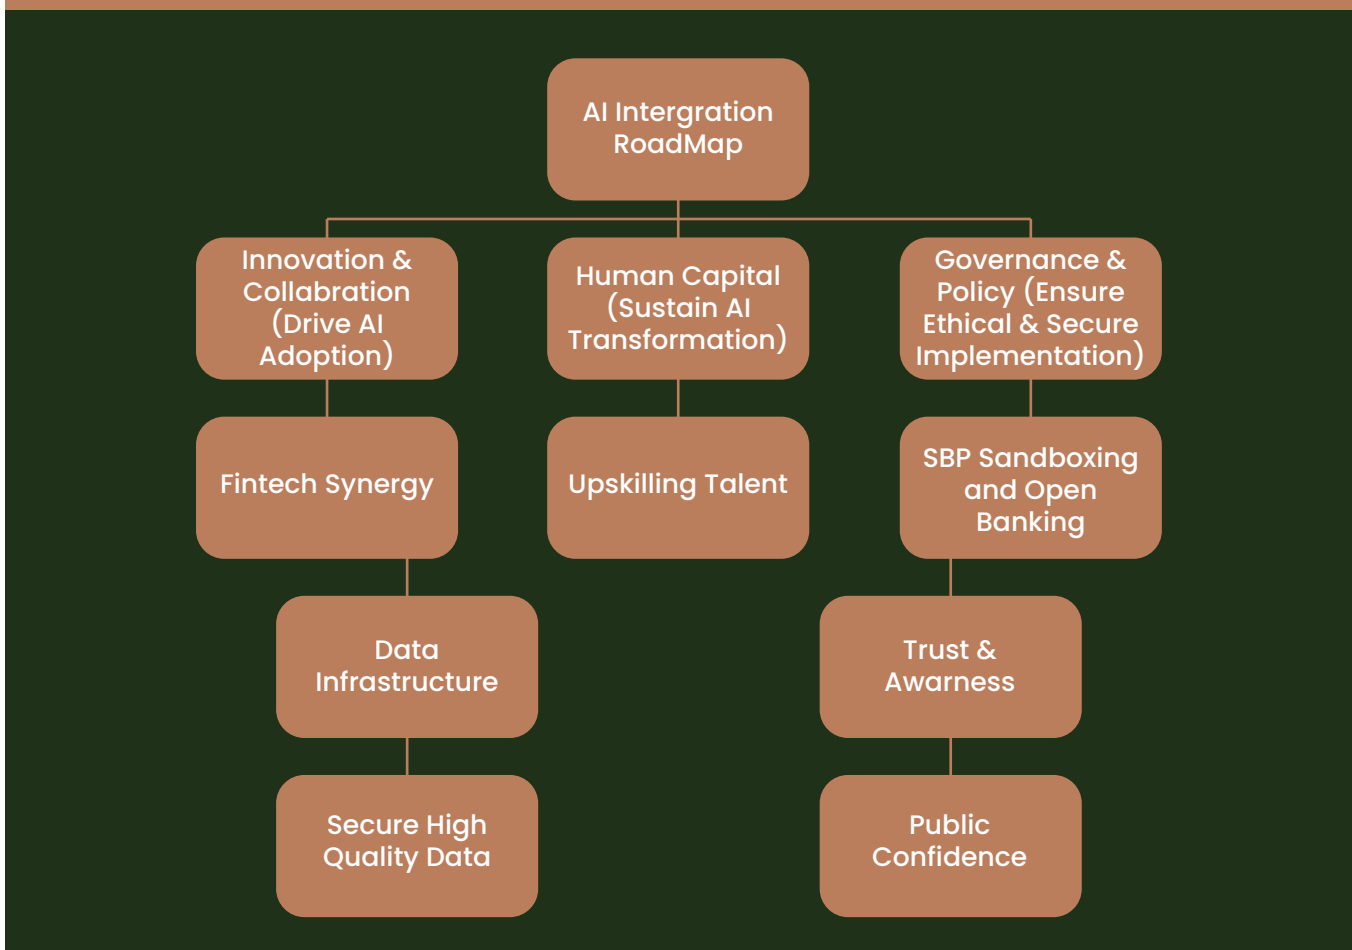 AI Intergration
RoadMap
Innovation &
Collabration
(Drive AI
Adoption)
Human Capital
(Sustain AI
Transformation)
Governance &
Policy (Ensure
Ethical & Secure
Implementation)
Fintech Synergy
Upskilling Talent
SBP Sandboxing
and Open
Banking
Data
Infrastructure
Trust &
Awarness
Secure High
Quality Data
Public
Confidence